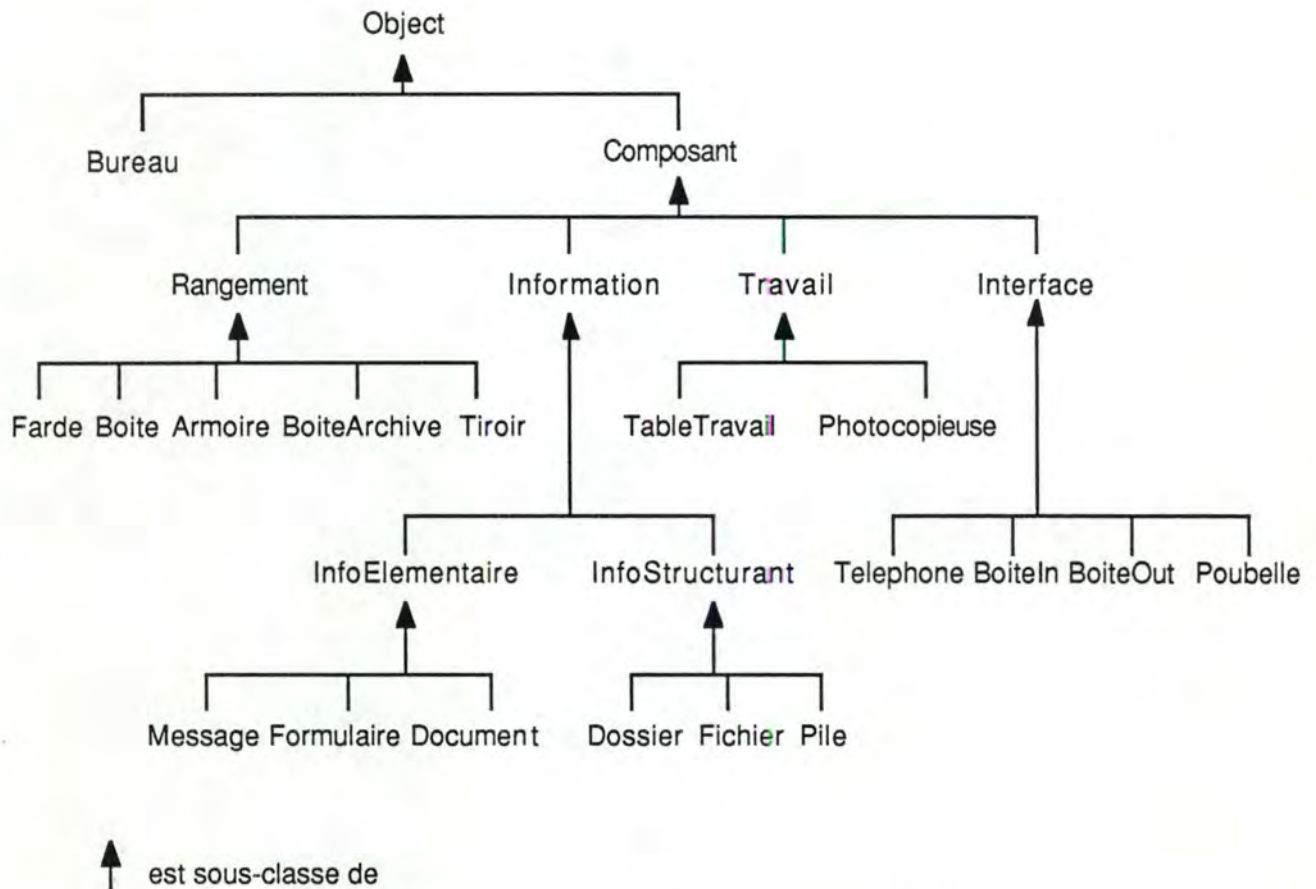 Object
Bureau
Composant
Rangement Information Travail Interface
Farde Boite Armoire BoiteArchive Tiroir TableTravail Photocopieuse
InfoElementaire InfoStructurant Telephone BoiteIn BoiteOut Poubelle
Message Formulaire Document Dossier Fichier Pile
est sous-classe de